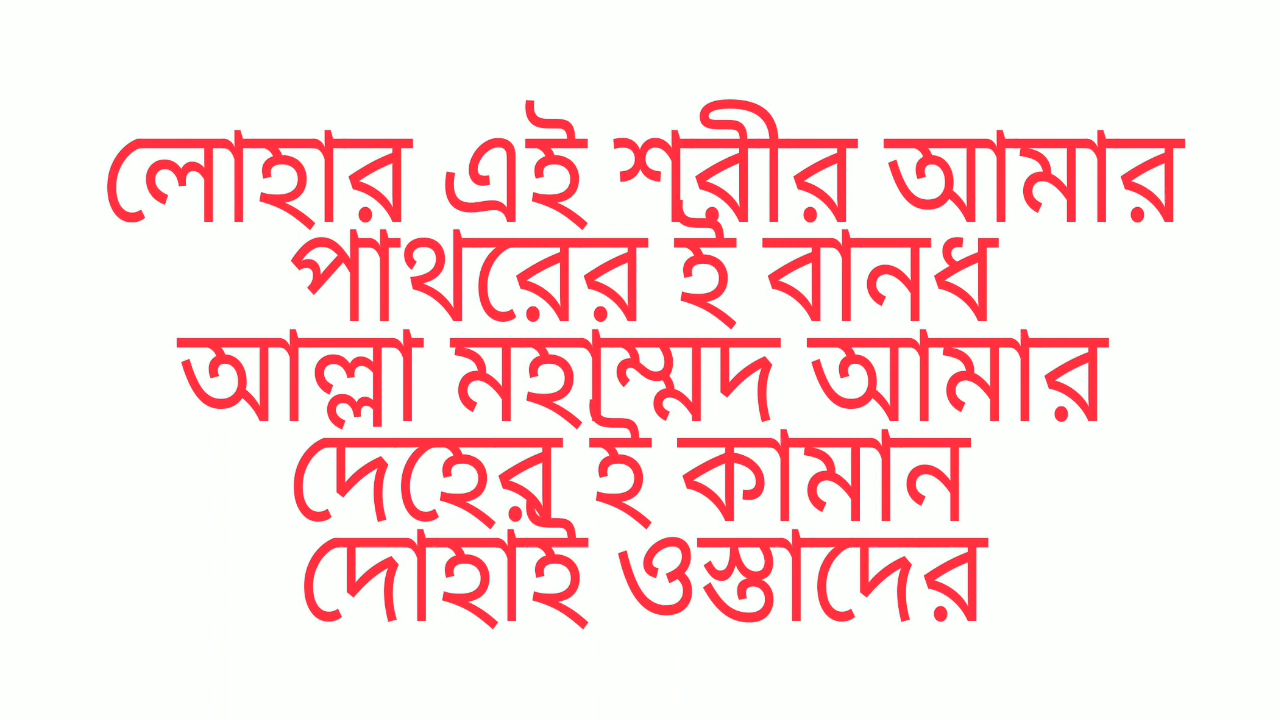 লোহার এই শরীর আমার
পাথরের ই বানধ
আল্লা মহাম্মদ আমার
দেহের ই কামান
দোহাই ওস্তাদের